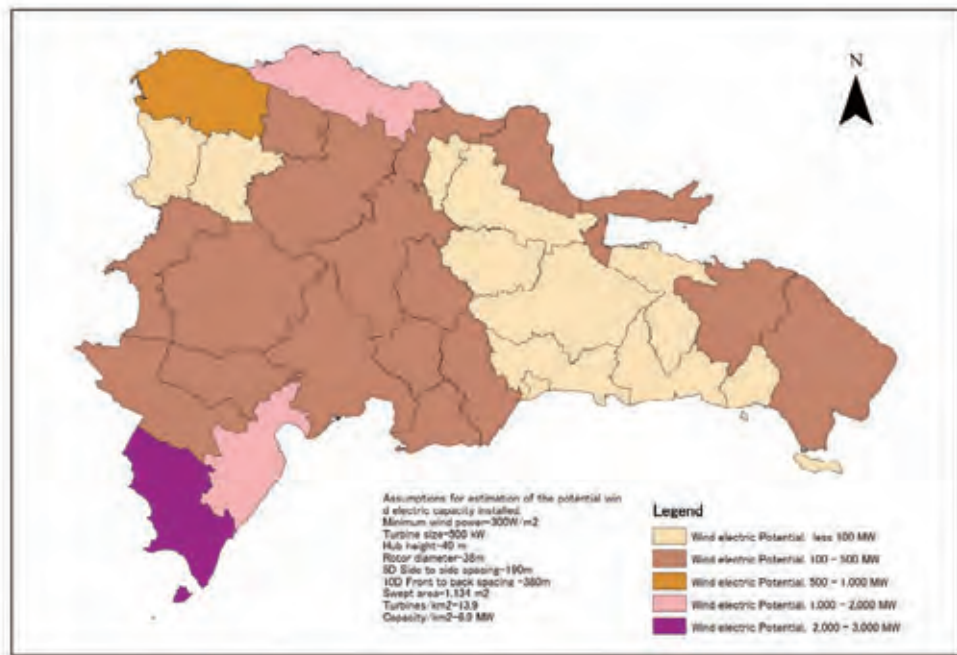 N
Assumptions for estimation of the potential win
d electric capacity installed.
Minimum wind power=300W/m2
Turbine size=500 kW
Hub height=40 m
Rotor diameter=38m
5D Side to side spacing=190m
10D Front to back spacing =380m
Swept area=1,134 m2
Turbines/km2=13.9
Capacity/km2=6.9 MW
Legend
Wind electric Potential. less 100 MW
Wind electric Potential. 100 - 500 MW
Wind electric Potential. 500 - 1,000 MW
Wind electric Potential. 1,000 - 2,000 MW
Wind electric Potential. 2,000 - 3,000 MW